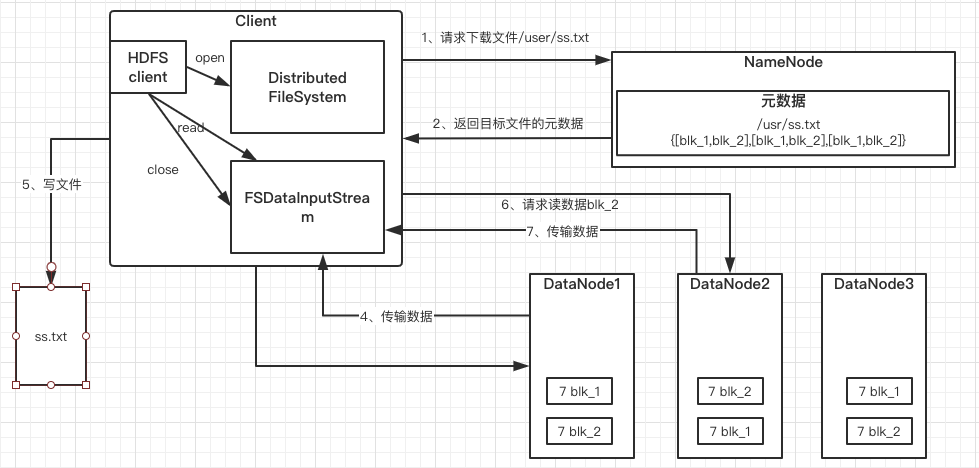 Client
HDFS
client
open
Distributed
FileSystem
read
close
FSDataInputStrea
m
1、请求下载文件/user/ss.txt
NameNode
元数据
/usr/ss.txt
{[blk_1,blk_2],[blk_1,blk_2],[blk_1,blk_2]}
2、返回目标文件的元数据
5、写文件
6、请求读数据blk_2
7、传输数据
4、传输数据
ss.txt
DataNode1
7 blk_1
7 blk_2
DataNode2
7 blk_2
7 blk_1
DataNode3
7 blk_1
7 blk_2